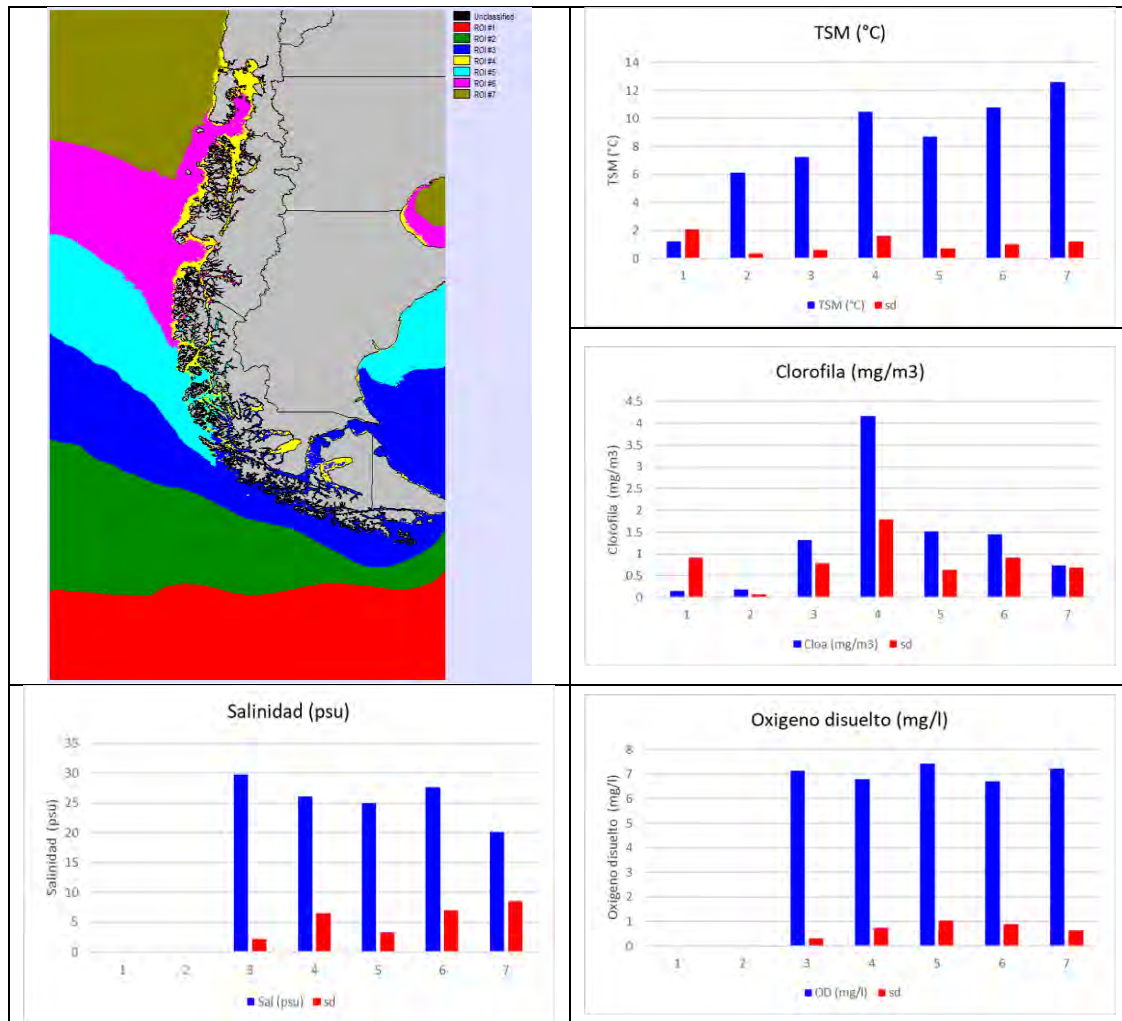 Unclassified
ROI #1
ROI #2
ROI #3
ROI #4
ROI #5
ROI #6
ROI #7
TSM (°C)
14
12
10
8
6
4
2
0
TSM (°C)
1 2 3 4 5 6 7
TSM (°C) sd
Clorofila (mg/m3)
4.5
4
3.5
3
2.5
2
1.5
1
0.5
0
Clorofila (mg/m3)
1 2 3 4 5 6 7
Cloa (mg/m3) sd
Salinidad (psu)
35
30
25
20
15
10
5
0
Salinidad (psu)
1 2 3 4 5 6 7
Sal (psu) sd
Oxigeno disuelto (mg/l)
8
7
6
5
4
3
2
1
0
Oxigeno disuelto (mg/l)
1 2 3 4 5 6 7
OD (mg/l) sd